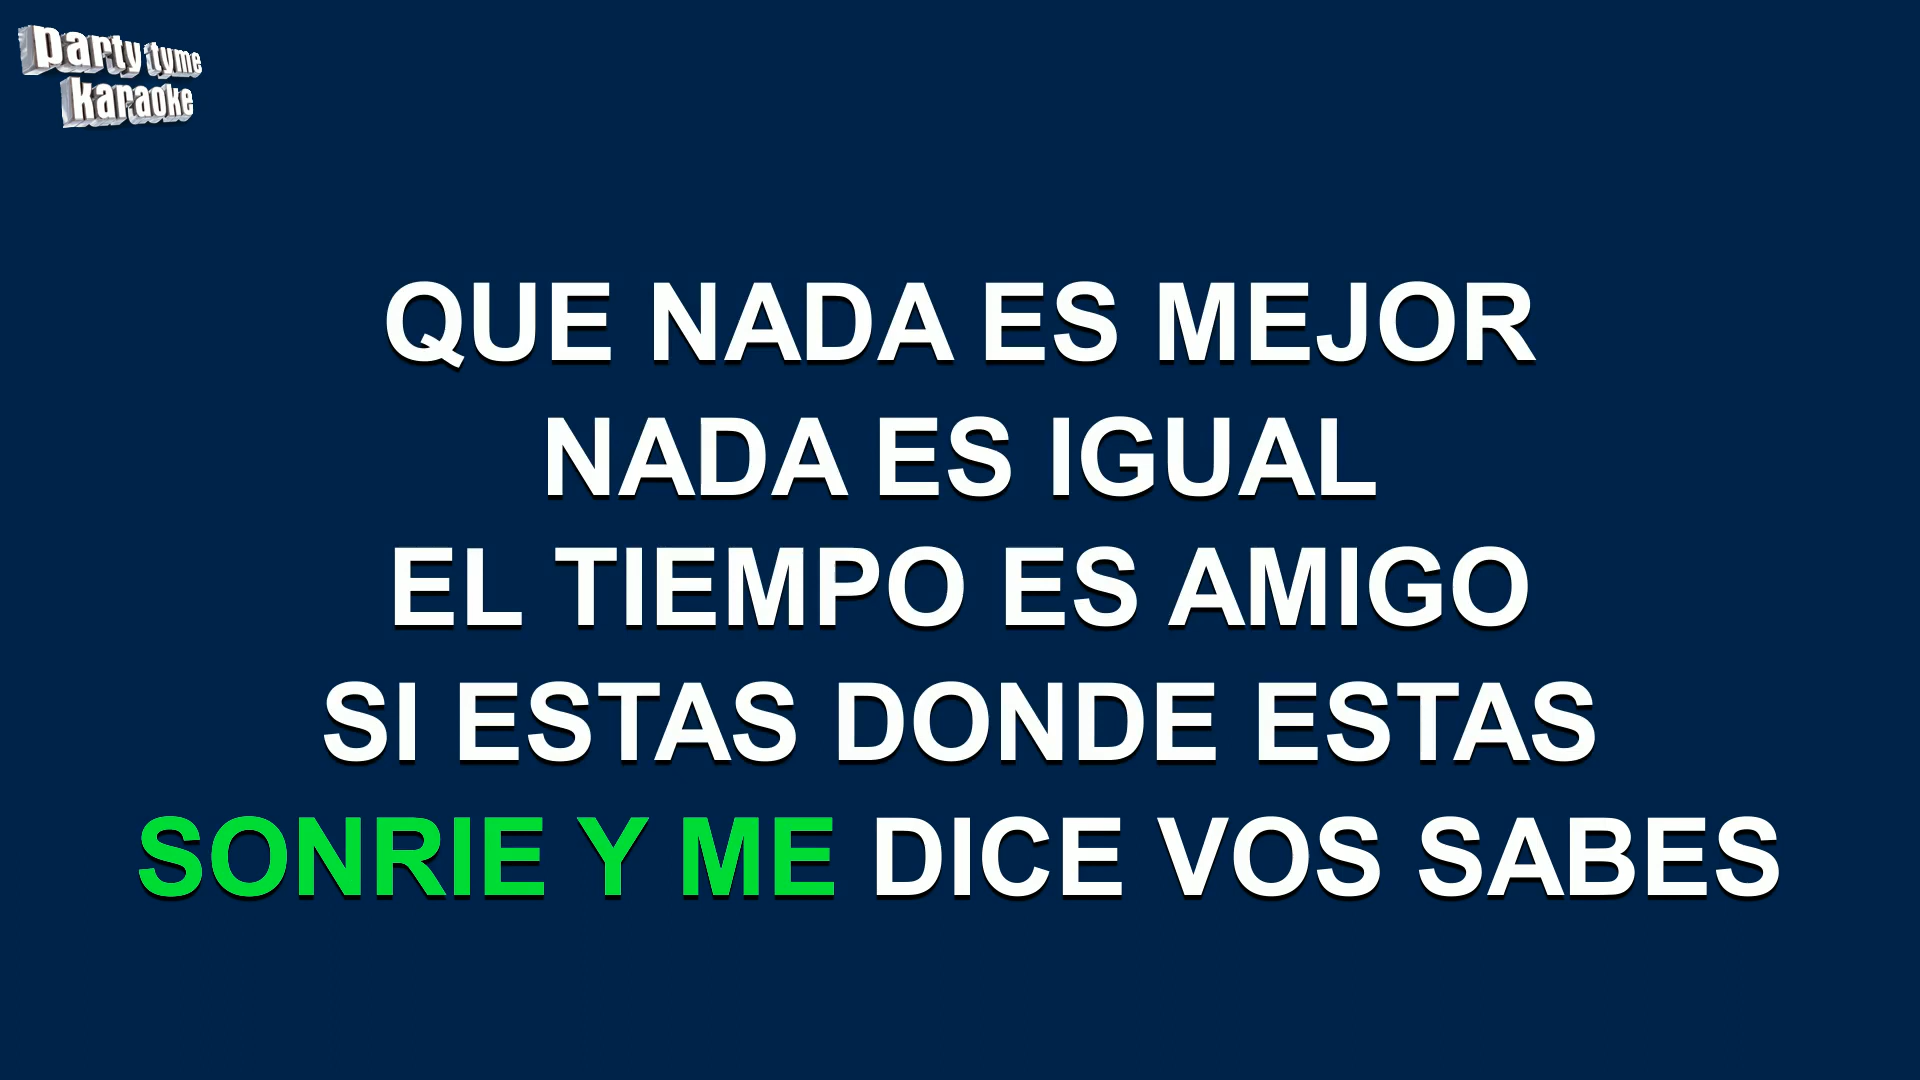 party tyme
karaoke
QUE NADA ES MEJOR
NADA ES IGUAL
EL TIEMPO ES AMIGO
SI ESTAS DONDE ESTAS
SONRIE Y ME DICE VOS SABES